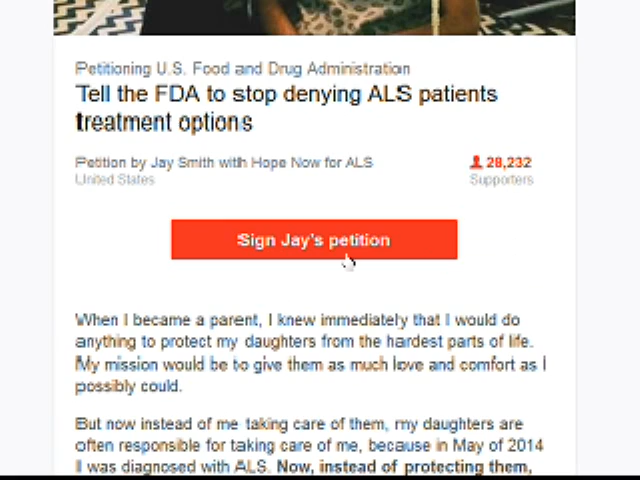 Petitioning U.S. Food and Drug Administration
Tell the FDA to stop denying ALS patients
treatment options
Petition by Jay Smith with Hope Now for ALS
United States
28,232
Supporters
Sign Jay's petition
When I became a parent, I knew immediately that I would do
anything to protect my daughters from the hardest parts of life.
My mission would be to give them as much love and comfort as I
possibly could.
But now instead of me taking care of them, my daughters are
often responsible for taking care of me, because in May of 2014
I was diagnosed with ALS. Now, instead of protecting them,